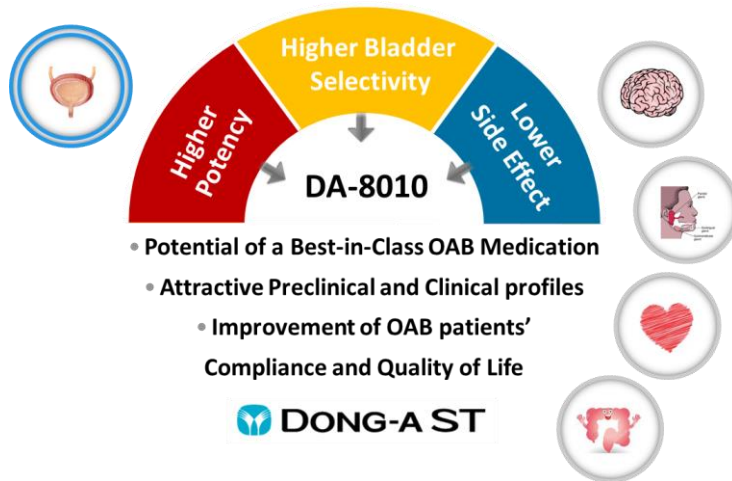 Higher Bladder
Selectivity
Higher
Potency
Lower
Side Effect
DA-8010
• Potential of a Best-in-Class OAB Medication
• Attractive Preclinical and Clinical profiles
• Improvement of OAB patients’
Compliance and Quality of Life
DONG-A ST